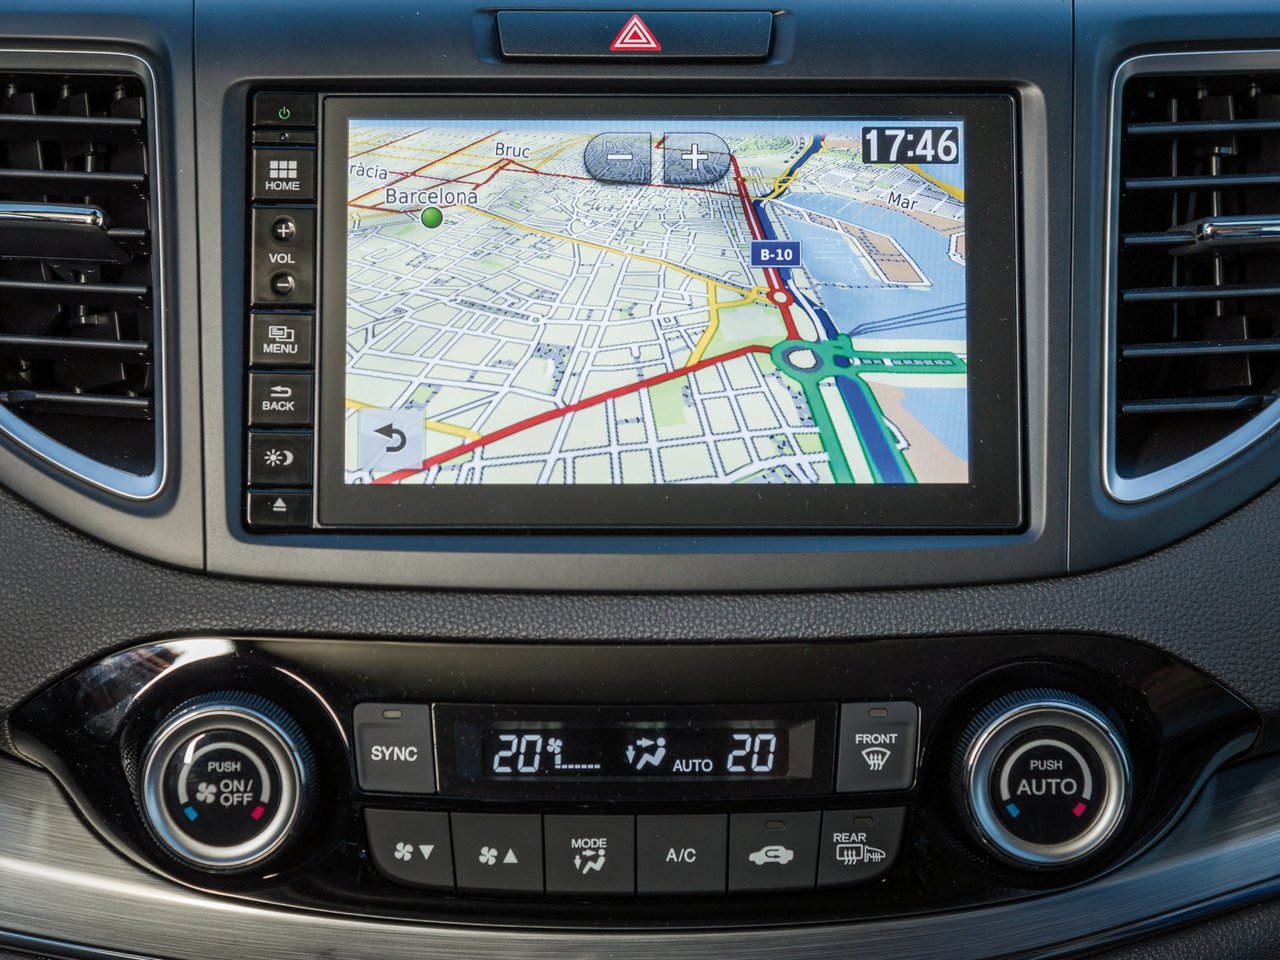 Bruc
17:46
ràcia
Barcelona
Mar
B-10
HOME
VOL
MENU
BACK
PUSH
ON/
OFF
SYNC
20
AUTO
20
FRONT
PUSH
AUTO
MODE
A/C
REAR